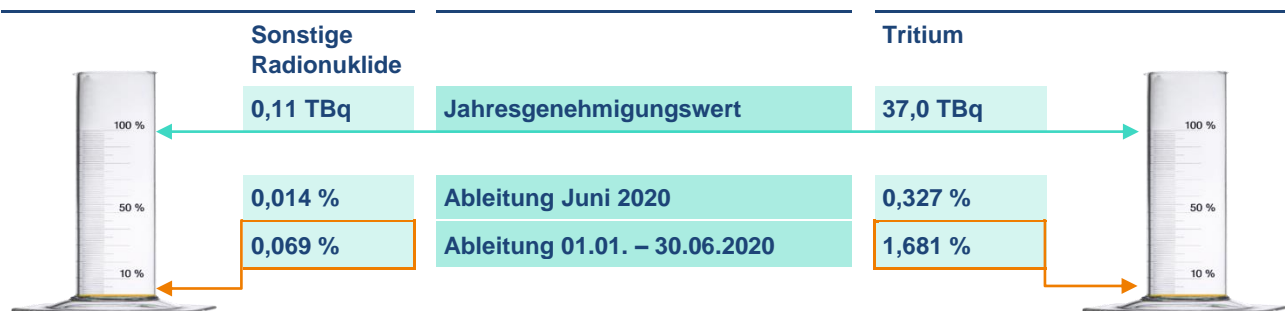 Sonstige
Radionuklide
Tritium
0,11 TBq
Jahresgenehmigungswert
37,0 TBq
100 %
100 %
0,014 %
Ableitung Juni 2020
0,327 %
50 %
50 %
0,069 %
Ableitung 01.01. – 30.06.2020
1,681 %
10 %
10 %